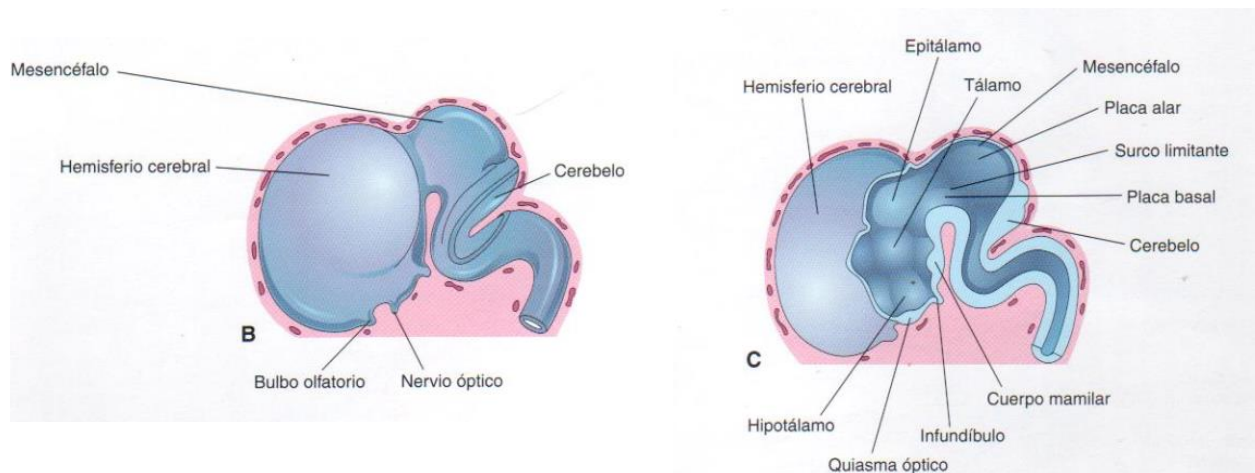 Mesencéfalo
Hemisferio cerebral
Cerebelo
B
Bulbo olfatorio
Nervio óptico
Epitálamo
Hemisferio cerebral
Tálamo
Mesencéfalo
Placa alar
Surco limitante
Placa basal
Cerebelo
C
Cuerpo mamilar
Hipotálamo
Infundíbulo
Quiasma óptico